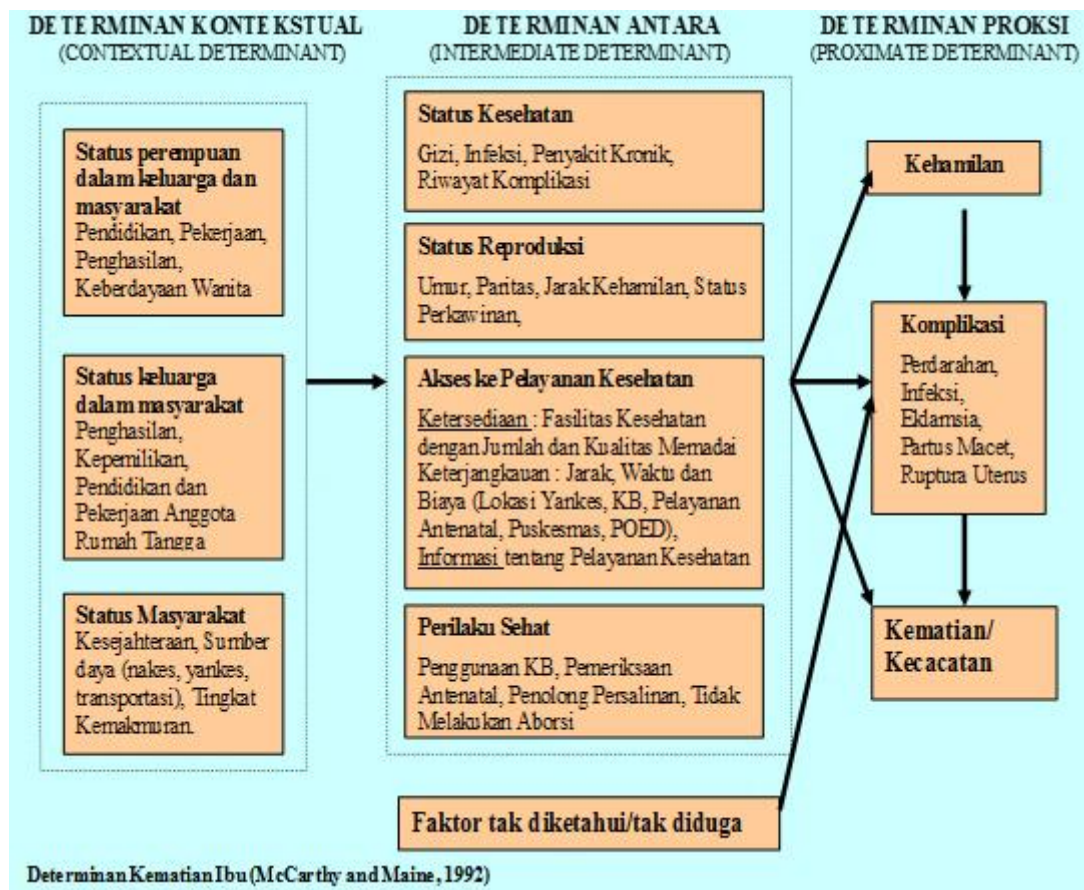 DETERMINAN KONTEKSTUAL
(CONTEXTUAL DETERMINANT)
Status perempuan
dalam keluarga dan
masyarakat
Pendidikan, Pekerjaan,
Penghasilan,
Keberdayaan Wanita
Status keluarga
dalam masyarakat
Penghasilan,
Kepemilikan,
Pendidikan dan
Pekerjaan Anggota
Rumah Tangga
Status Masyarakat
Kesejahteraan, Sumber
daya (nakes, yankes,
transportasi), Tingkat
Kemakmuran.
DETERMINAN ANTARA
(INTERMEDIATE DETERMINANT)
Status Kesehatan
Gizi, Infeksi, Penyakit Kronik,
Riwayat Komplikasi
Status Reproduksi
Umur, Paritas, Jarak Kehamilan, Status
Perkawinan,
Akses ke Pelayanan Kesehatan
Ketersediaan : Fasilitas Kesehatan
dengan Jumlah dan Kualitas Memadai
Keterjangkauan : Jarak, Waktu dan
Biaya (Lokasi Yankes, KB, Pelayanan
Antenatal, Puskesmas, POED),
Informasi tentang Pelayanan Kesehatan
Perilaku Sehat
Penggunaan KB, Pemeriksaan
Antenatal, Penolong Persalinan, Tidak
Melakukan Aborsi
Faktor tak diketahui/tak diduga
DETERMINAN PROKSI
(PROXIMATE DETERMINANT)
Kehamilan
Komplikasi
Perdarahan,
Infeksi,
Eklamsia,
Partus Macet,
Ruptura Uterus
Kematian/
Kecacatan
Determinan Kematian Ibu (McCarthy and Maine, 1992)